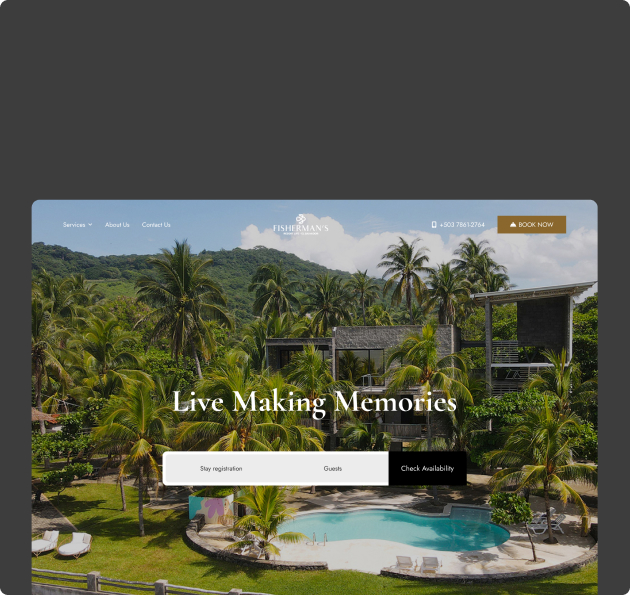 Services
About Us
Contact Us
FISHERMAN'S
+503 7861-2764
BOOK NOW
Live Making Memories
Stay registration
Guests
Check Availability